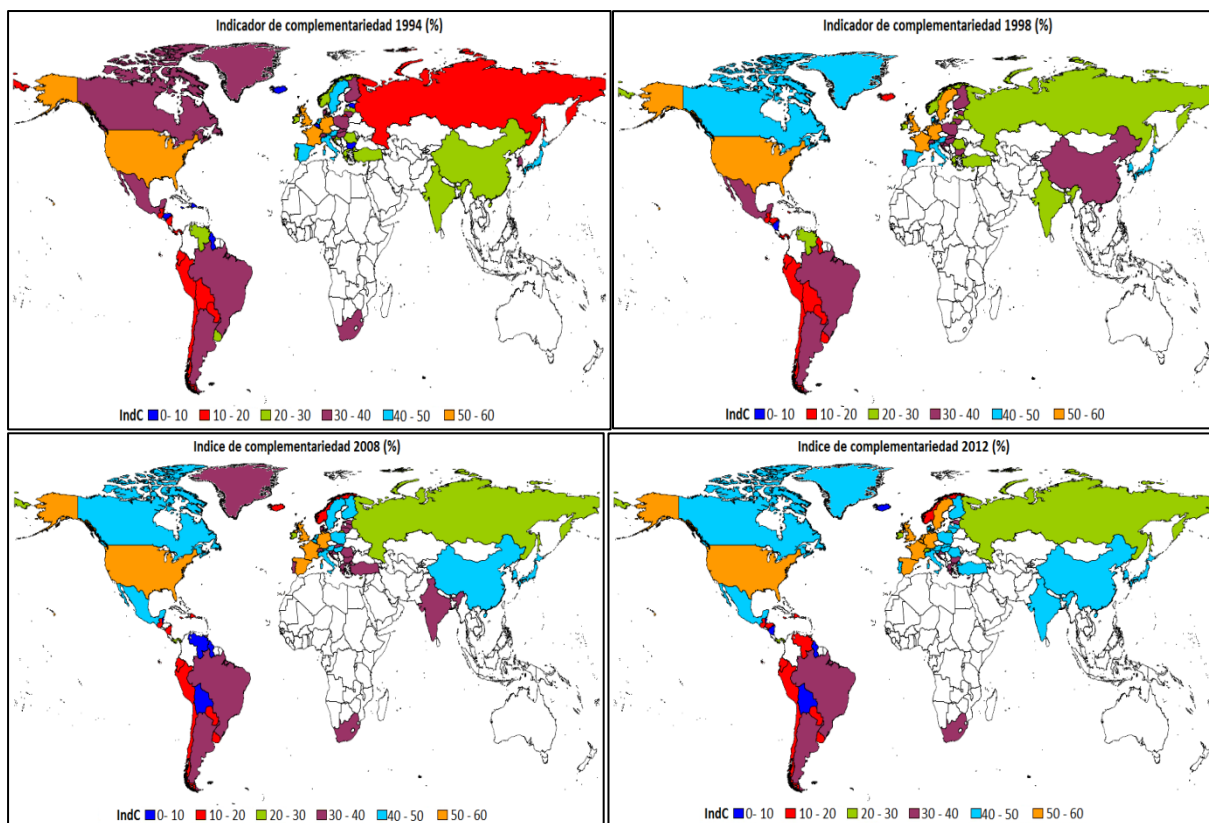 Indicador de complementariedad 1994 (%)
IndC 0- 10 10 - 20 20 - 30 30 - 40 40 - 50 50 - 60
Indicador de complementariedad 1998 (%)
IndC 0- 10 10 - 20 20 - 30 30 - 40 40 - 50 50 - 60
Indice de complementariedad 2008 (%)
IndC 0- 10 10 - 20 20 - 30 30 - 40 40 - 50 50 - 60
Indice de complementariedad 2012 (%)
IndC 0- 10 10 - 20 20 - 30 30 - 40 40 - 50 50 - 60